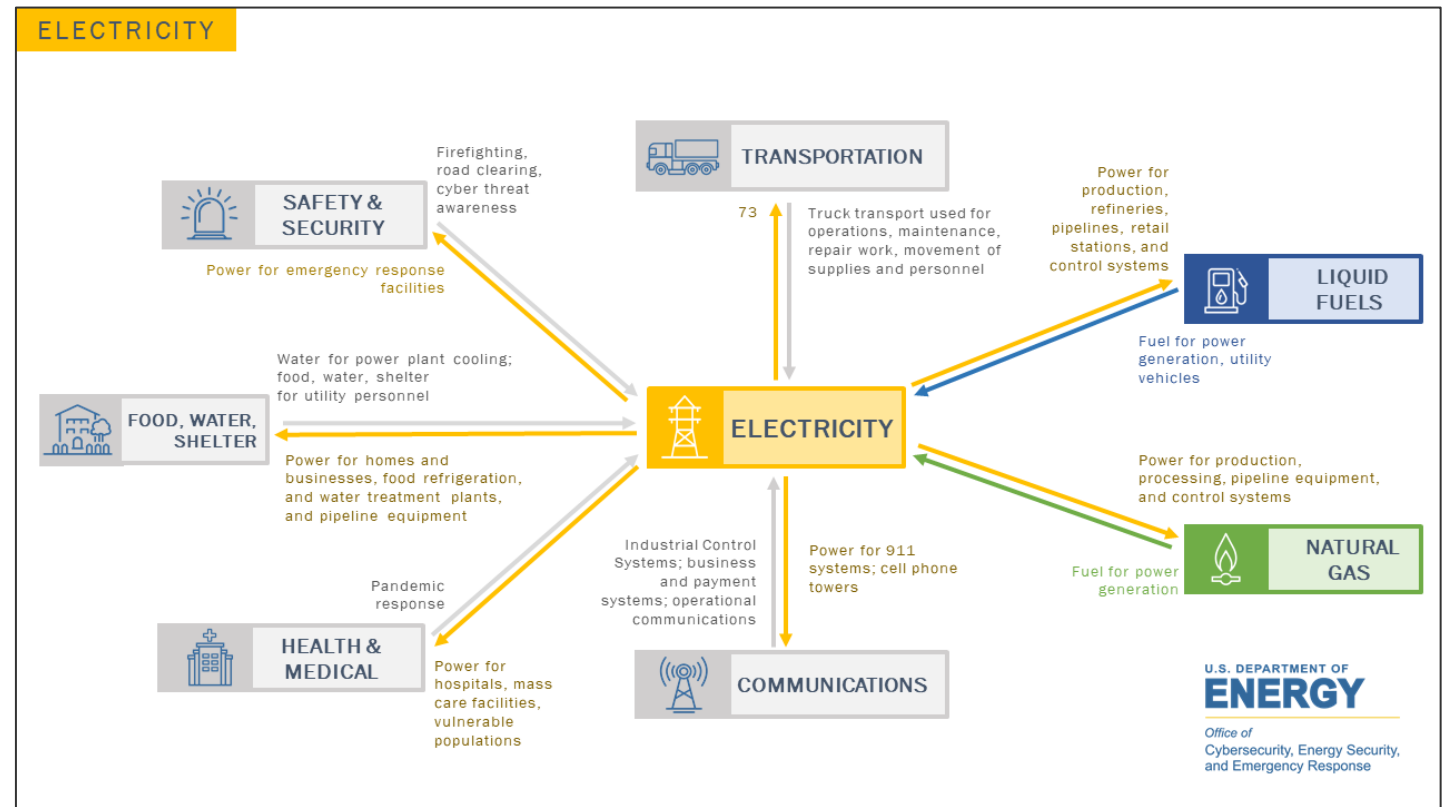 ELECTRICITY
Firefighting,
road clearing,
cyber threat
awareness
SAFETY &
SECURITY
Power for emergency response
facilities
TRANSPORTATION
73
Truck transport used for
operations, maintenance,
repair work, movement of
supplies and personnel
Power for
production,
refineries,
pipelines, retail
stations, and
control systems
LIQUID
FUELS
Fuel for power
generation, utility
vehicles
Water for power plant cooling;
food, water, shelter
for utility personnel
FOOD, WATER,
SHELTER
Power for homes and
businesses, food refrigeration,
and water treatment plants,
and pipeline equipment
ELECTRICITY
Power for production,
processing, pipeline equipment,
and control systems
NATURAL
GAS
Fuel for power
generation
Pandemic
response
HEALTH &
MEDICAL
Power for
hospitals, mass
care facilities,
vulnerable
populations
Industrial Control
Systems; business
and payment
systems; operational
communications
Power for 911
systems; cell phone
towers
COMMUNICATIONS
U.S. DEPARTMENT OF
ENERGY
Office of
Cybersecurity, Energy Security,
and Emergency Response